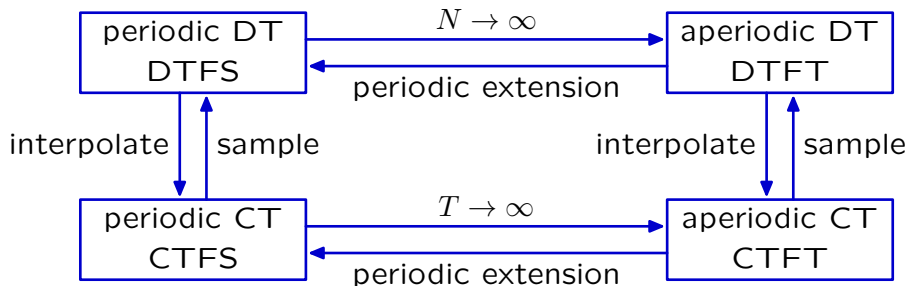 periodic DT
DTFS
N → ∞
periodic extension
aperiodic DT
DTFT
interpolate
sample
interpolate
sample
periodic CT
CTFS
T → ∞
periodic extension
aperiodic CT
CTFT